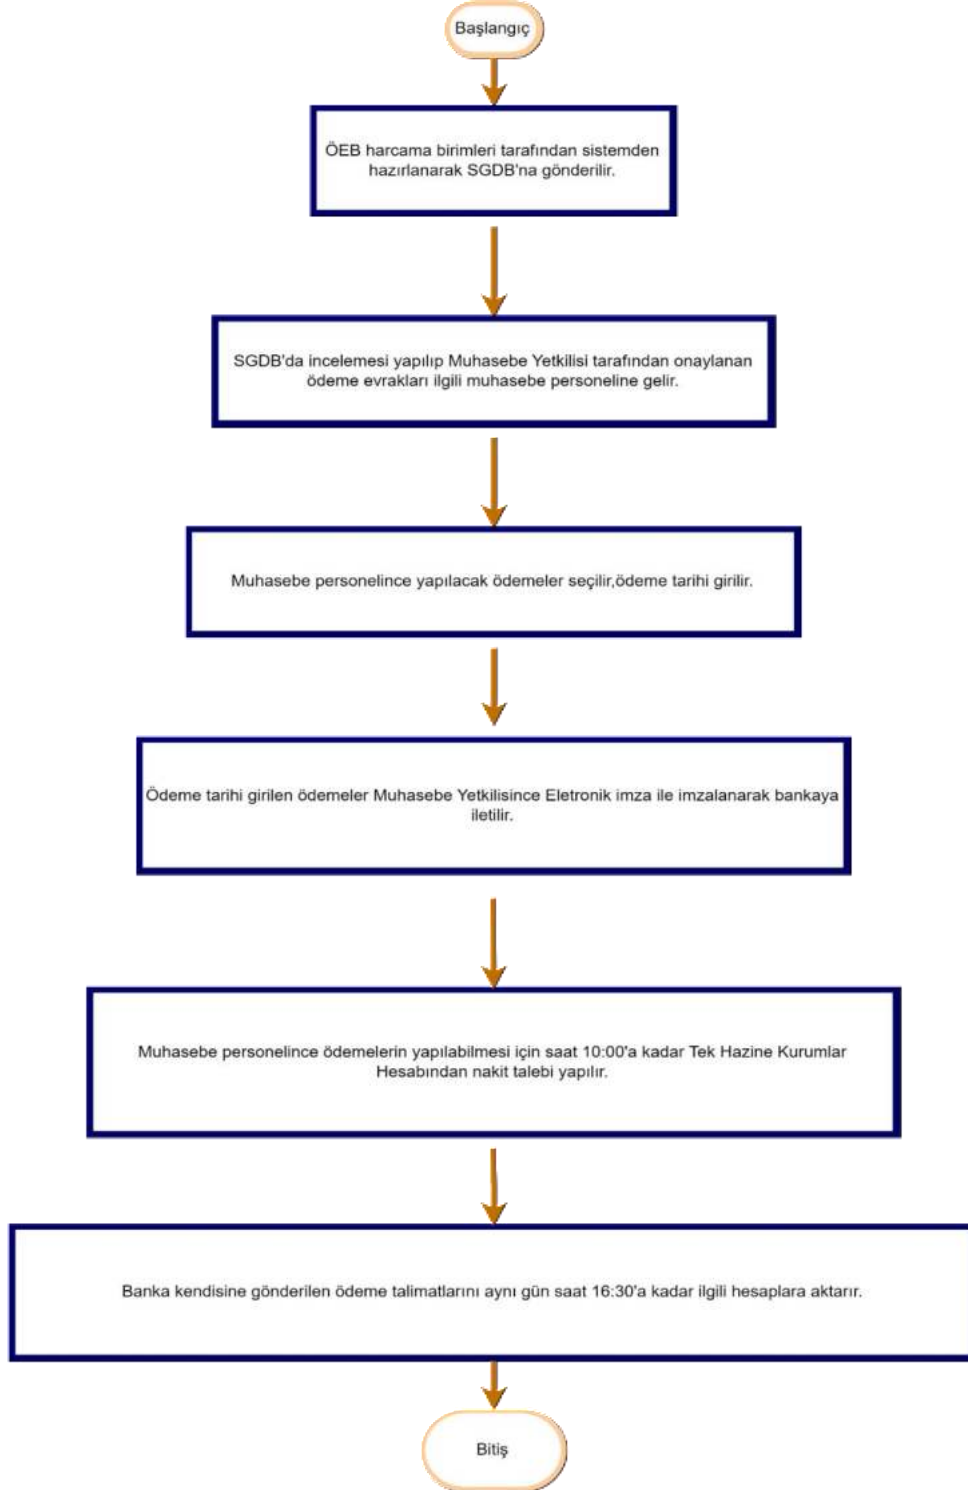 Başlangıç
ÖEB harcama birimleri tarafından sistemden
hazırlanarak SGDB'na gönderilir.
SGDB'da incelemesi yapılıp Muhasebe Yetkilisi tarafından onaylanan
ödeme evrakları ilgili muhasebe personeline gelir.
Muhasebe personelince yapılacak ödemeler seçilir,ödeme tarihi girilir.
Ödeme tarihi girilen ödemeler Muhasebe Yetkilisince Eletronik imza ile imzalanarak bankaya
iletilir.
Muhasebe personelince ödemelerin yapılabilmesi için saat 10:00'a kadar Tek Hazine Kurumlar
Hesabından nakit talebi yapılır.
Banka kendisine gönderilen ödeme talimatlarını aynı gün saat 16:30'a kadar ilgili hesaplara aktarır.
Bitiş